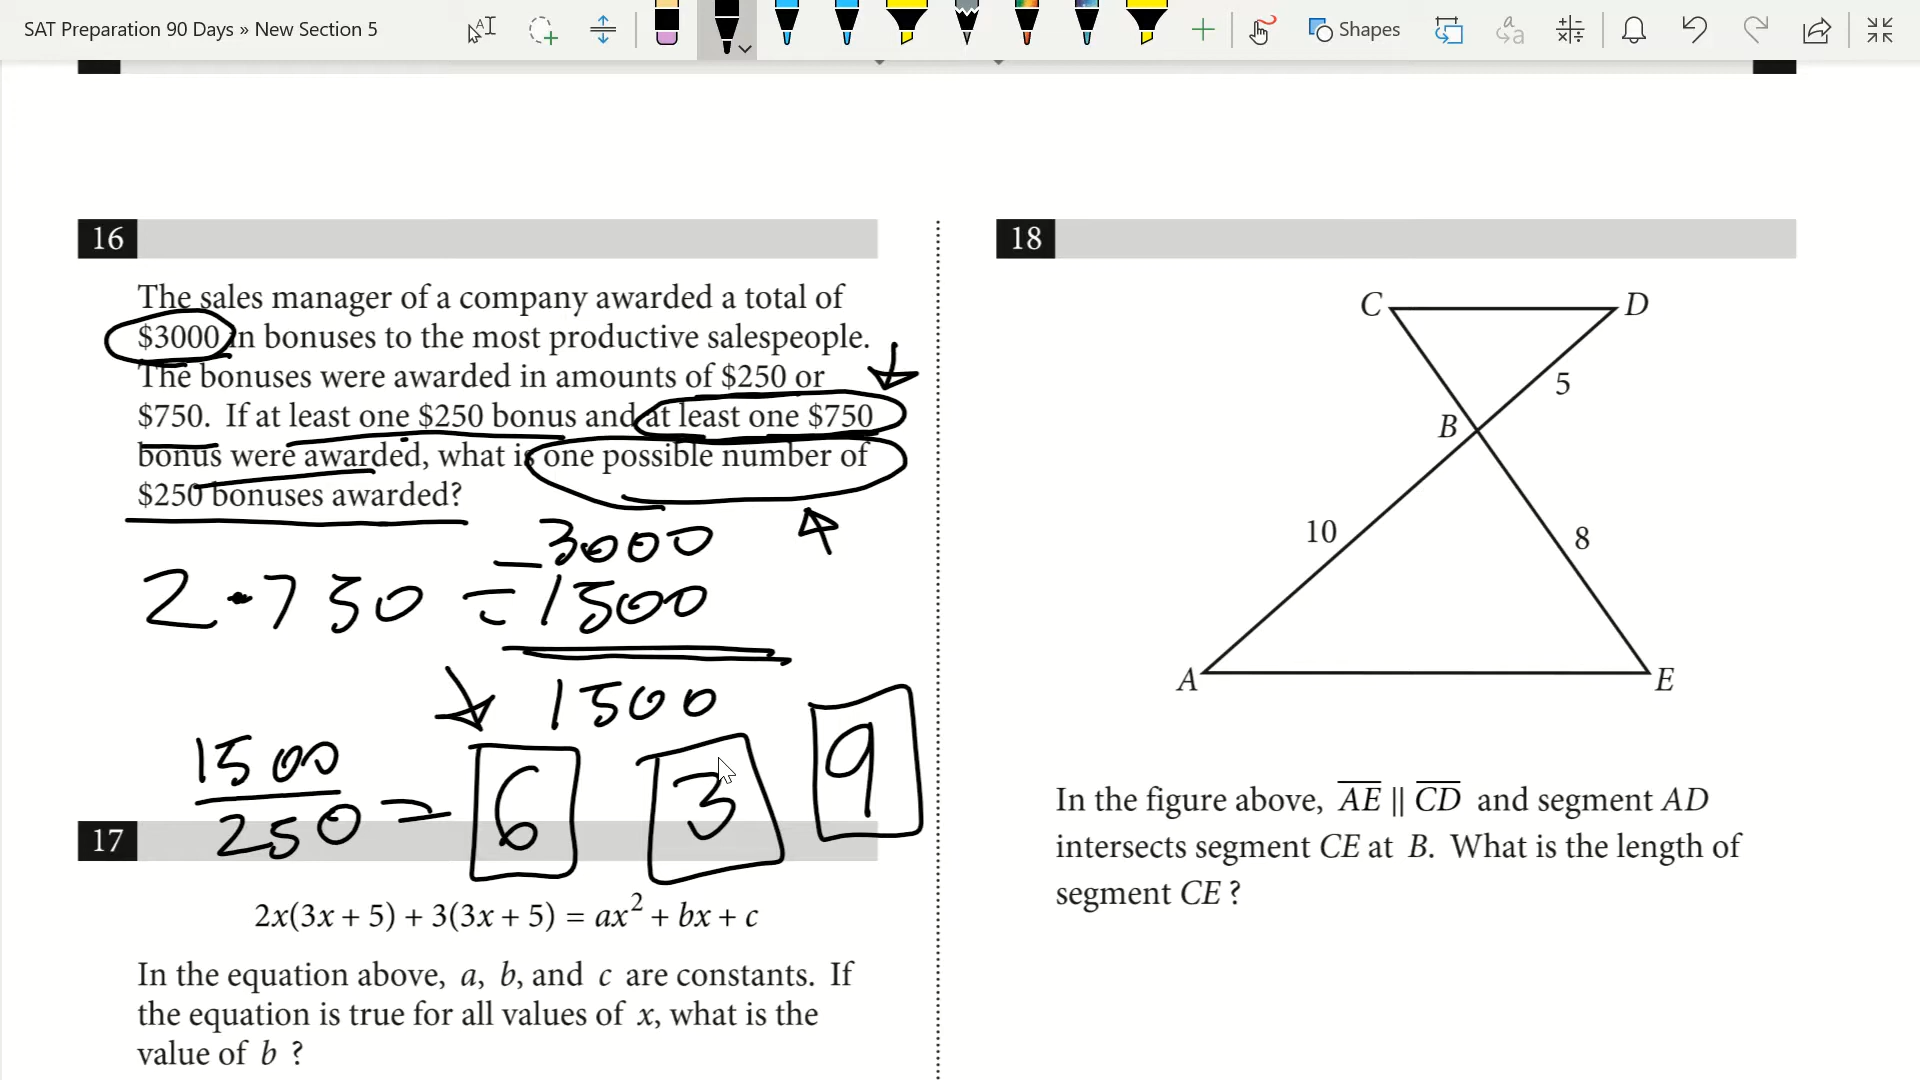 SAT Preparation 90 Days » New Section 5
Shapes
16
The sales manager of a company awarded a total of
$3000 in bonuses to the most productive salespeople.
The bonuses were awarded in amounts of $250 or
$750. If at least one $250 bonus and at least one $750
bonus were awarded, what is one possible number of
$250 bonuses awarded?
3000
2 · 750 = 1500
1500
1500
250
= 6 3 9
17
2x(3x + 5) + 3(3x + 5) = ax² + bx + c
In the equation above, a, b, and c are constants. If
the equation is true for all values of x, what is the
value of b ?
18
C D
5
B
10 8
A E
In the figure above, A̅E̅ || C̅D̅ and segment AD
intersects segment CE at B. What is the length of
segment CE ?